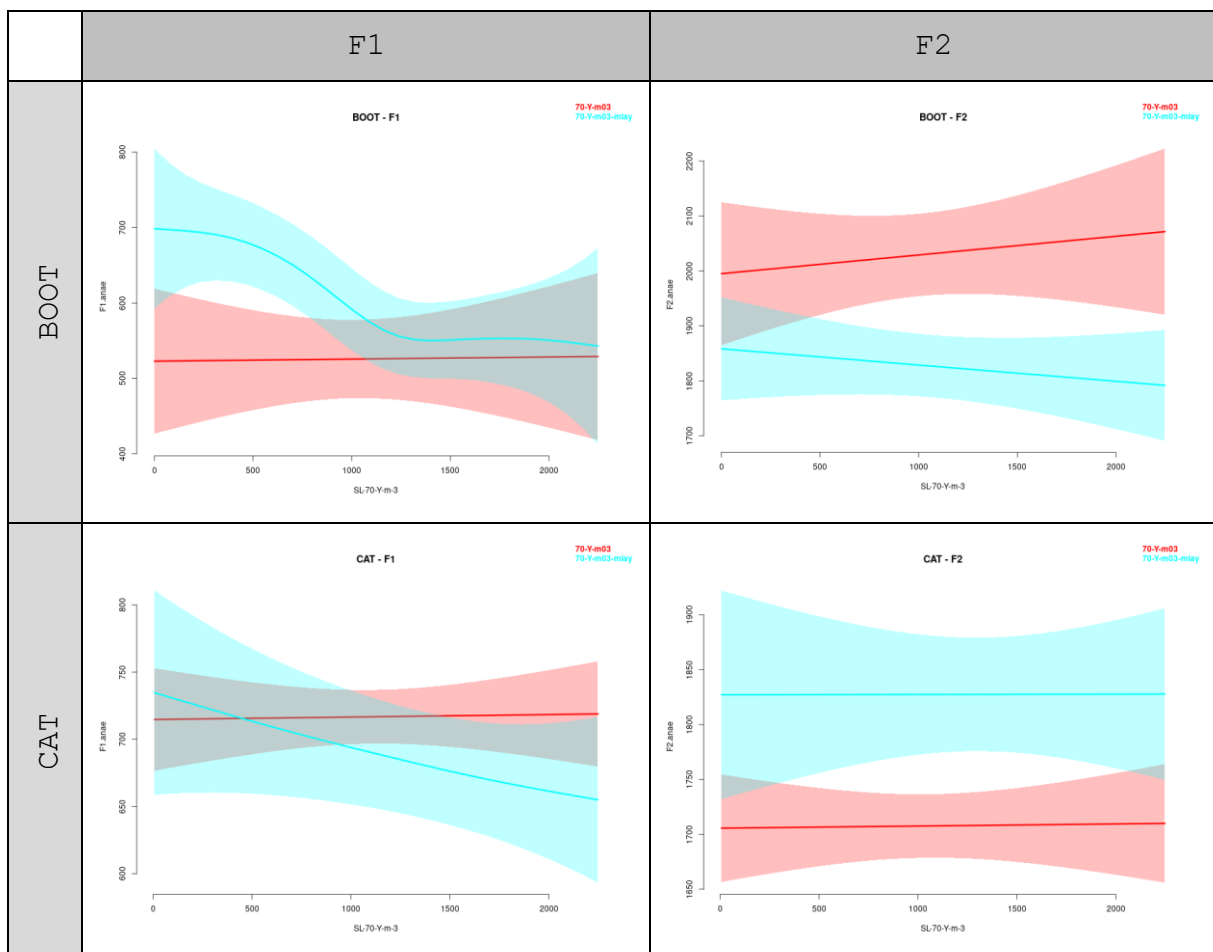 F1
F2
BOOT
BOOT - F1
70-Y-m03
70-Y-m03-mlay
F1.anae
800
700
600
500
400
0
500
1000
1500
2000
SL-70-Y-m-3
BOOT - F2
70-Y-m03
70-Y-m03-mlay
F2.anae
2200
2100
2000
1900
1800
1700
0
500
1000
1500
2000
SL-70-Y-m-3
CAT
CAT - F1
70-Y-m03
70-Y-m03-mlay
F1.anae
800
750
700
650
600
0
500
1000
1500
2000
SL-70-Y-m-3
CAT - F2
70-Y-m03
70-Y-m03-mlay
F2.anae
1900
1850
1800
1750
1700
1650
0
500
1000
1500
2000
SL-70-Y-m-3